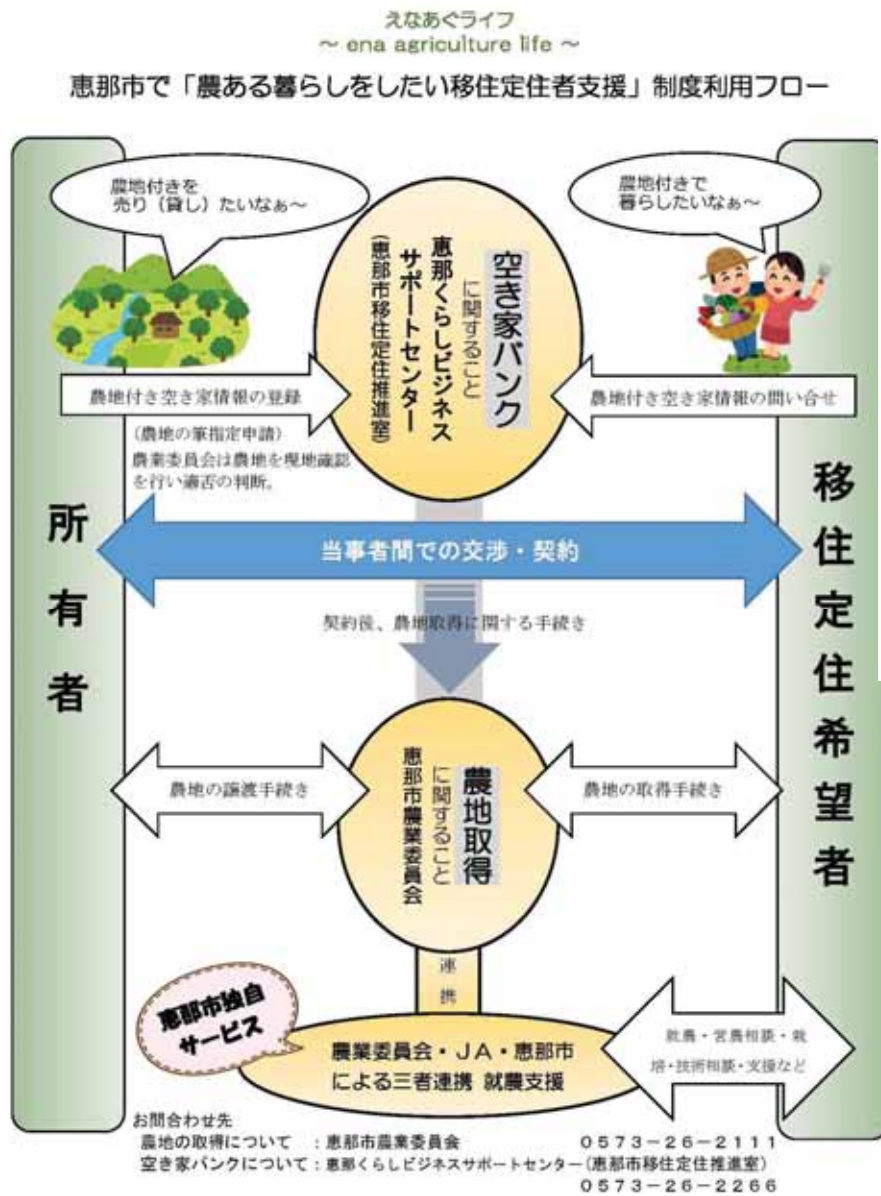 えなあぐライフ
～ ena agriculture life ～
恵那市で「農ある暮らしをしたい移住定住者支援」制度利用フロー
農地付きを
売り（貸し）たいなぁ～
農地付きで
暮らしたいなぁ～
空き家バンク
に関すること
恵那くらしビジネス
サポートセンター
（恵那市移住定住推進室）
農地付き空き家情報の登録
農地付き空き家情報の問い合せ
（農地の筆指定申請）
農業委員会は農地を現地確認
を行い適否の判断。
所有者
移住定住希望者
当事者間での交渉・契約
契約後、農地取得に関する手続き
農地取得
に関すること
恵那市農業委員会
農地の譲渡手続き
農地の取得手続き
連携
恵那市独自
サービス
農業委員会・ＪＡ・恵那市
による三者連携 就農支援
就農・営農相談・栽
培・技術相談・支援など
お問合わせ先
農地の取得について　：恵那市農業委員会　０５７３－２６－２１１１
空き家バンクについて：恵那くらしビジネスサポートセンター（恵那市移住定住推進室）
０５７３－２６－２２６６